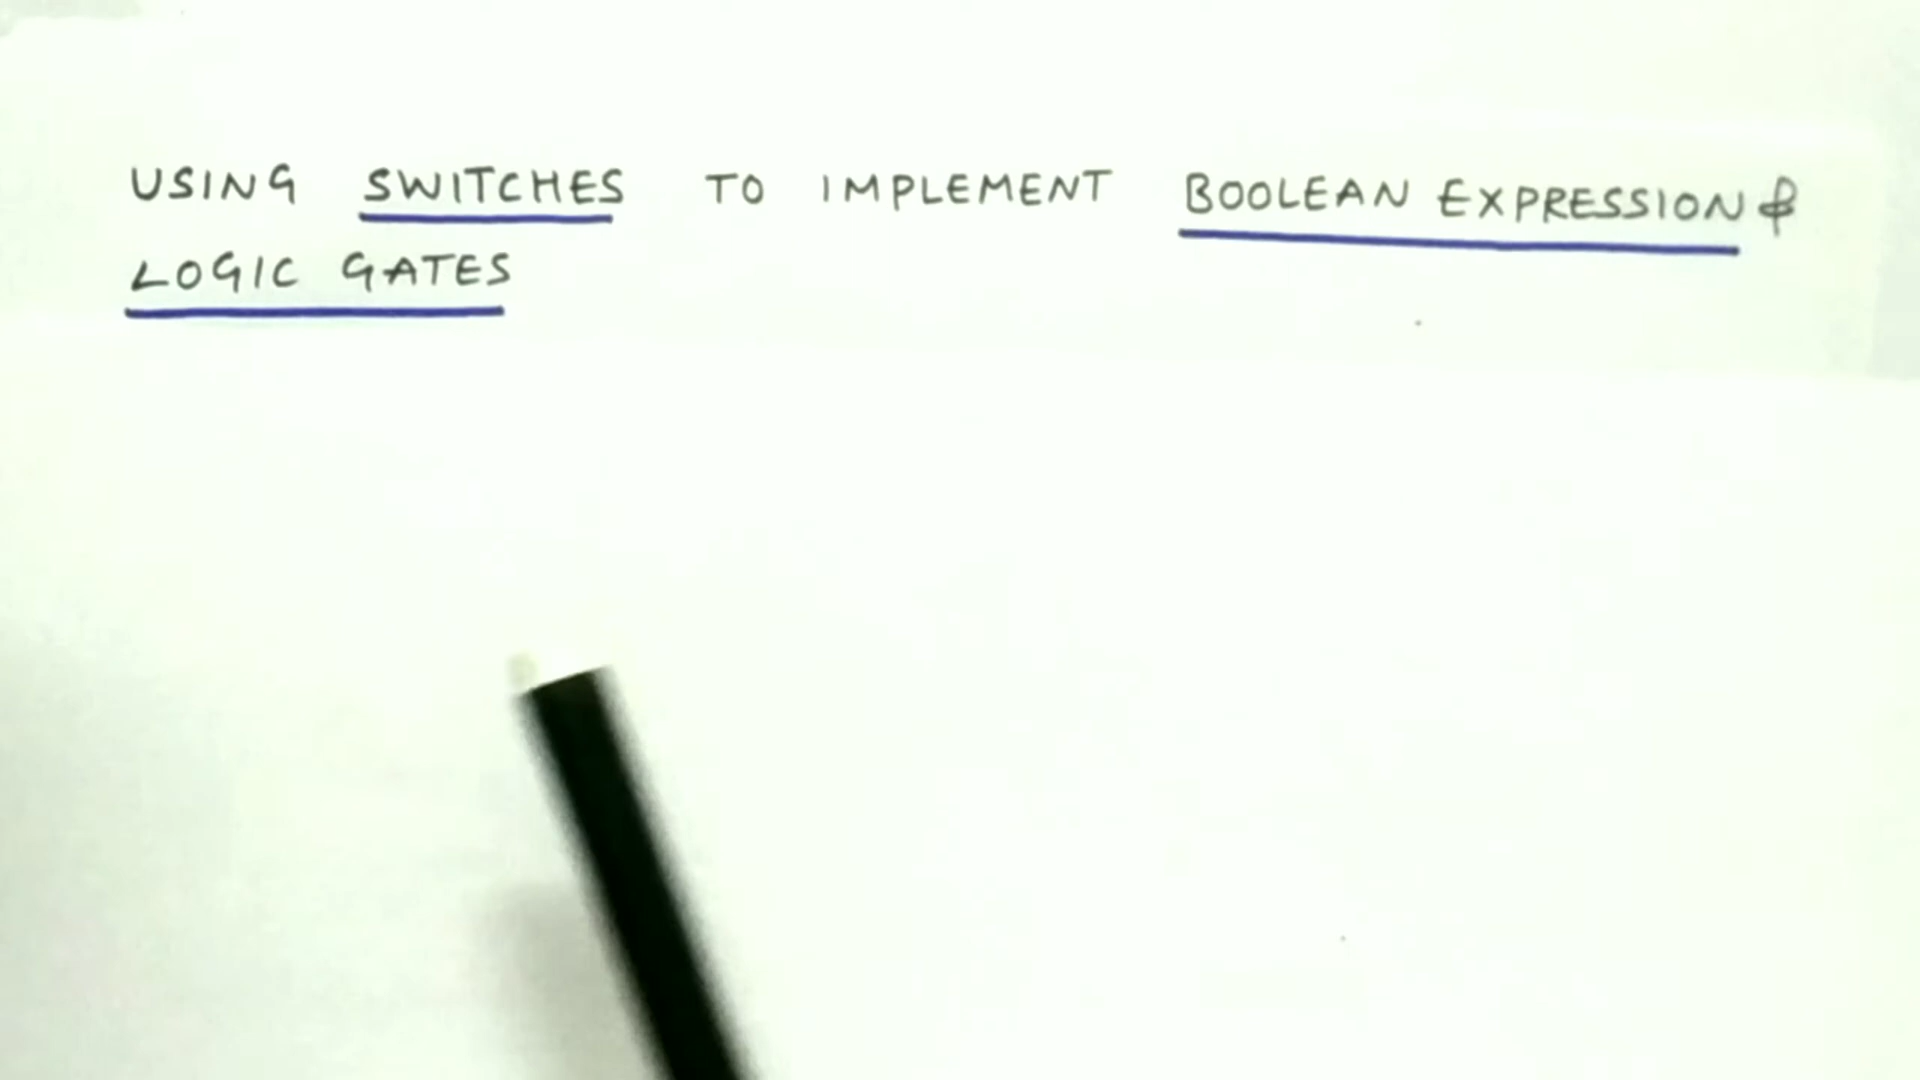 USING SWITCHES TO IMPLEMENT BOOLEAN EXPRESSION &
LOGIC GATES